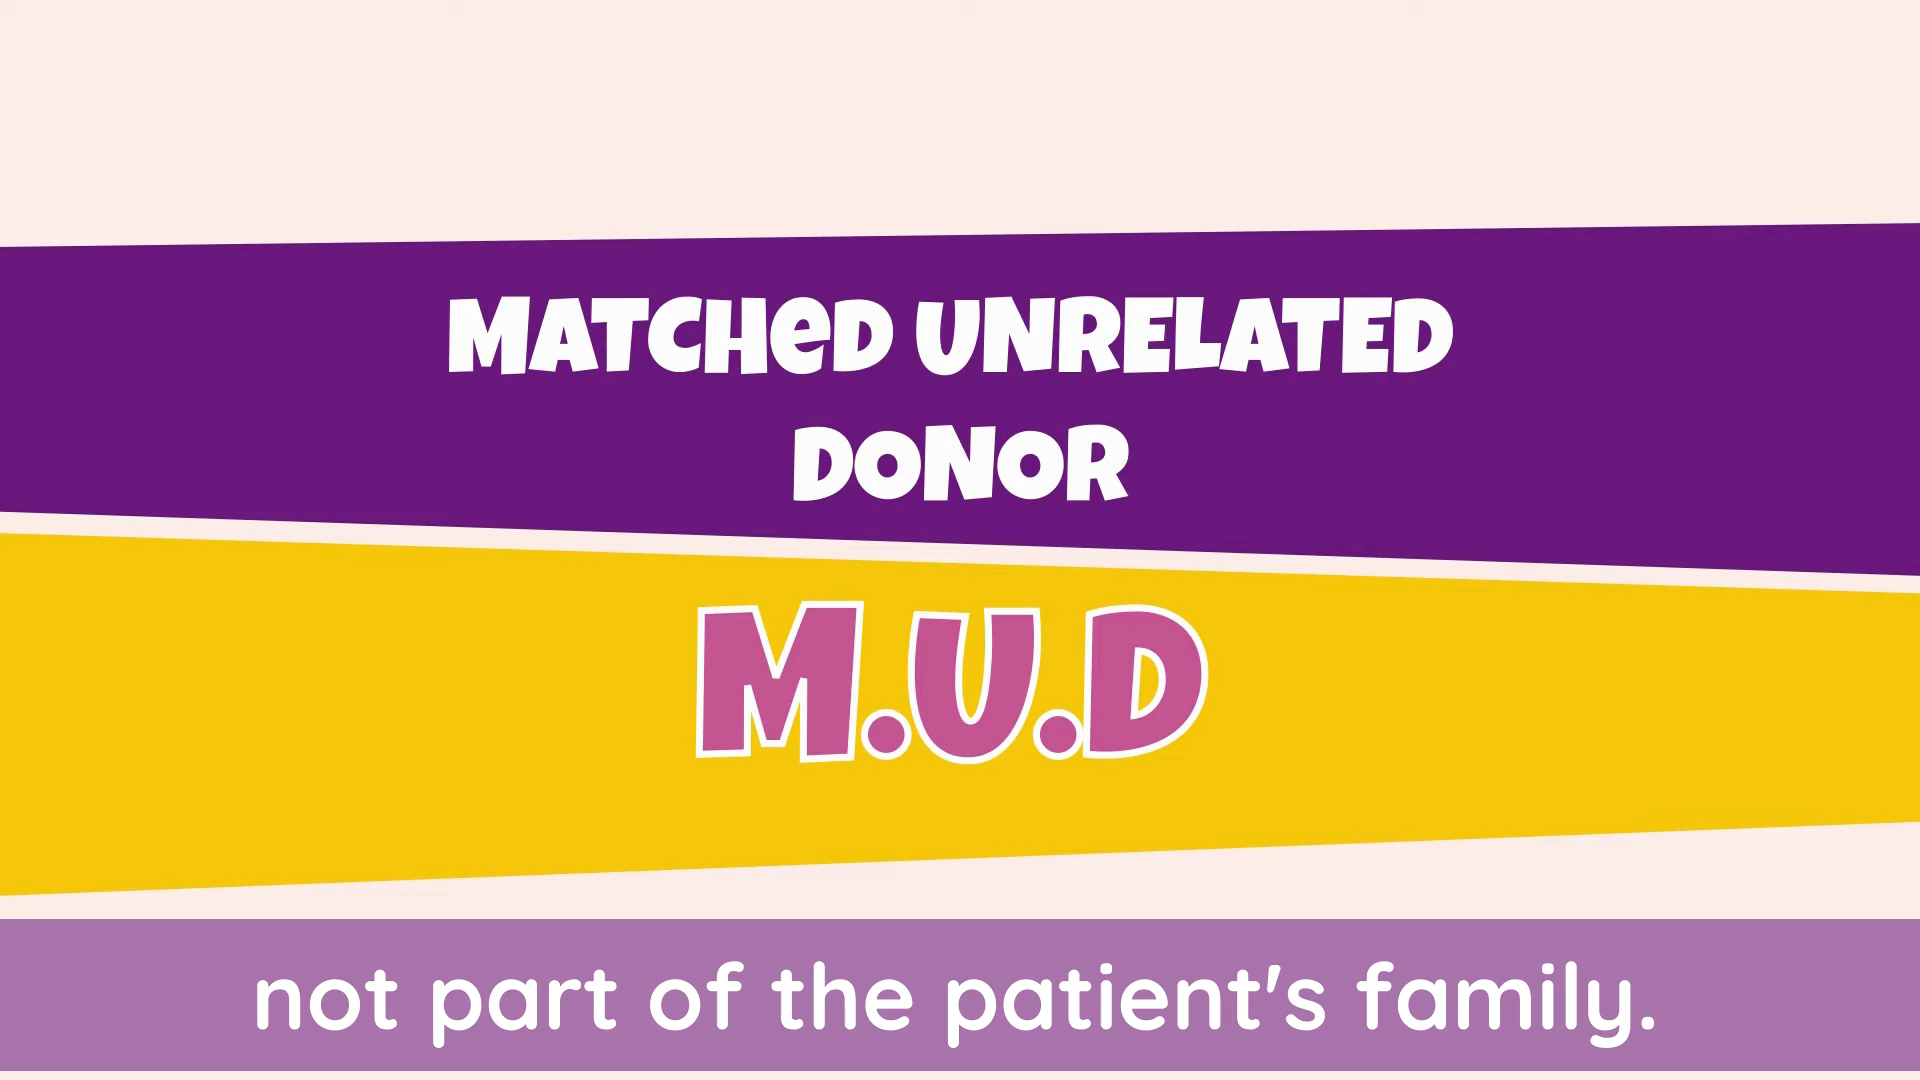 MATCHeD UNRELATED
DONOR
M.U.D
not part of the patient's family.